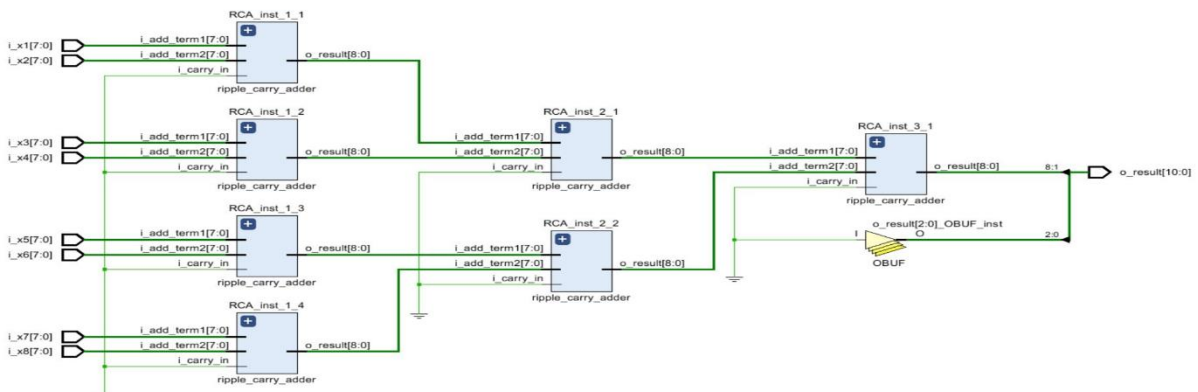 RCA_inst_1_1
i_x1[7:0] i_add_term1[7:0]
i_x2[7:0] i_add_term2[7:0] o_result[8:0]
i_carry_in
ripple_carry_adder
RCA_inst_1_2 RCA_inst_2_1
RCA_inst_3_1
i_x3[7:0] i_add_term1[7:0] i_add_term1[7:0]
i_x4[7:0] i_add_term2[7:0] o_result[8:0] i_add_term2[7:0] o_result[8:0] i_add_term1[7:0]
i_carry_in i_carry_in i_add_term2[7:0] o_result[8:0] 8:1 o_result[10:0]
i_carry_in
ripple_carry_adder ripple_carry_adder
ripple_carry_adder
RCA_inst_1_3 RCA_inst_2_2
o_result[2:0]_OBUF_inst
i_x5[7:0] i_add_term1[7:0] I O 2:0
i_x6[7:0] i_add_term2[7:0] o_result[8:0] i_add_term1[7:0]
i_carry_in i_add_term2[7:0] o_result[8:0] OBUF
i_carry_in
ripple_carry_adder ripple_carry_adder
RCA_inst_1_4
i_x7[7:0] i_add_term1[7:0]
i_x8[7:0] i_add_term2[7:0] o_result[8:0]
i_carry_in
ripple_carry_adder